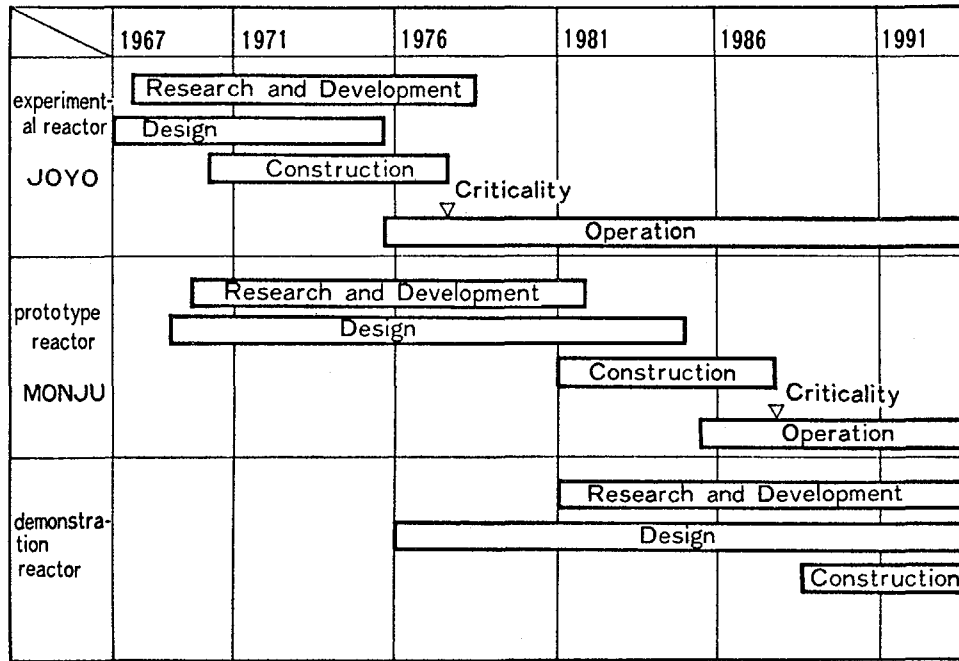 1967 1971 1976 1981 1986 1991
experiment-
al reactor
JOYO
Research and Development
Design
Construction
Criticality
Operation
prototype
reactor
MONJU
Research and Development
Design
Construction
Criticality
Operation
demonstra-
tion
reactor
Research and Development
Design
Construction